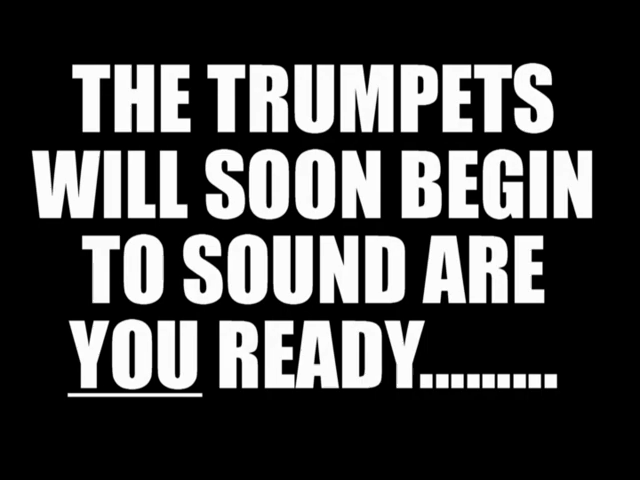 THE TRUMPETS
WILL SOON BEGIN
TO SOUND ARE
YOU READY.........